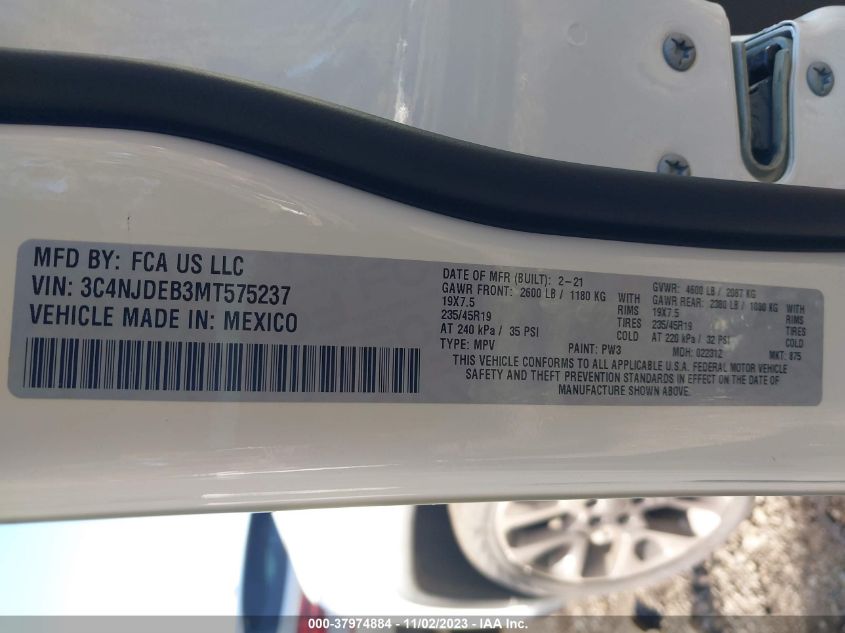 MFD BY: FCA US LLC
VIN: 3C4NJDEB3MT575237
VEHICLE MADE IN: MEXICO
DATE OF MFR (BUILT): 2-21
GAWR FRONT: 2600 LB / 1180 KG
19X7.5 RIMS
235/45R19 TIRES
AT 240 kPa / 35 PSI COLD
TYPE: MPV PAINT: PW3
GVWR: 4600 LB / 2087 KG
GAWR REAR: 2380 LB / 1080 KG
19X7.5 RIMS
235/45R19 TIRES
AT 220 kPa / 32 PSI COLD
MDH: 022312 MKT: 875
THIS VEHICLE CONFORMS TO ALL APPLICABLE U.S.A. FEDERAL MOTOR VEHICLE
SAFETY AND THEFT PREVENTION STANDARDS IN EFFECT ON THE DATE OF
MANUFACTURE SHOWN ABOVE.
000-37974884 - 11/02/2023 - IAA Inc.